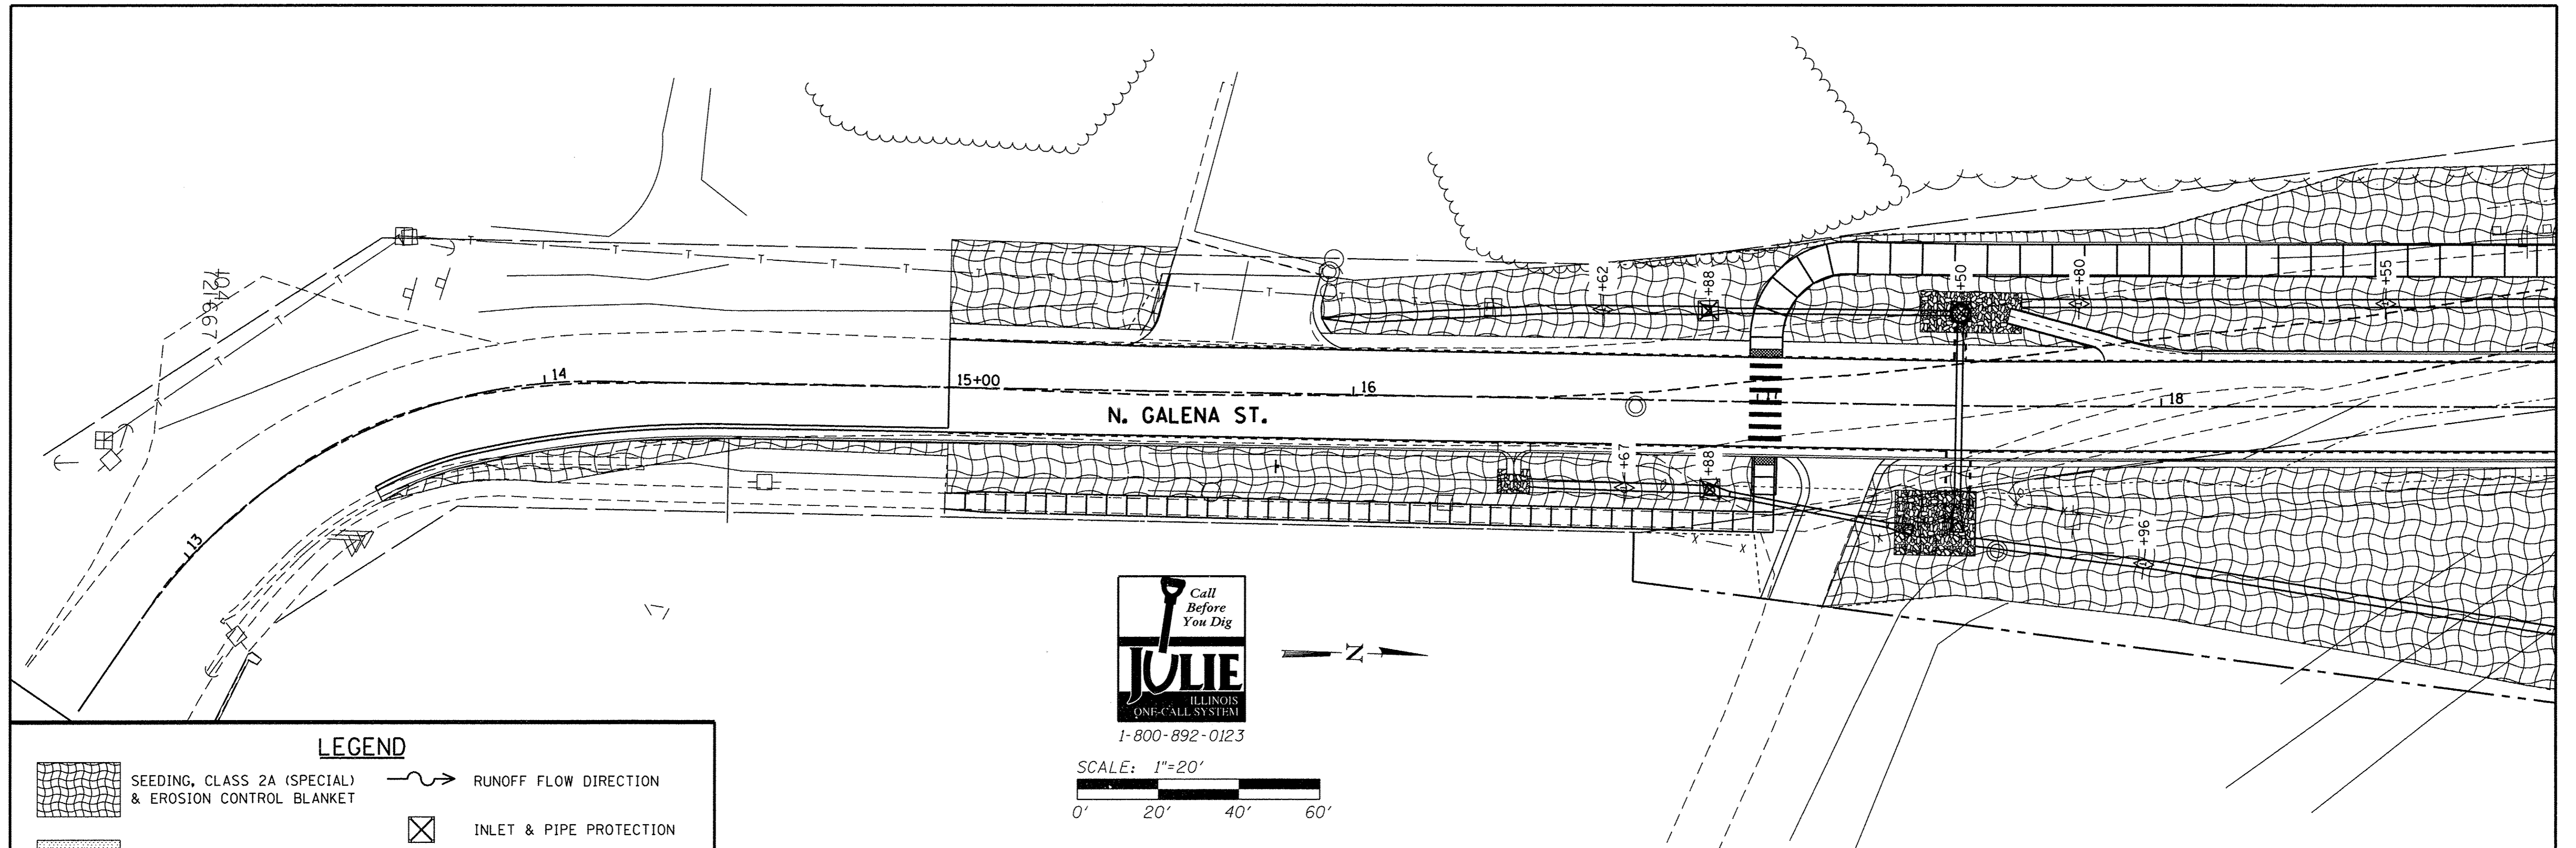 +62
+88
+50
+80
+55
14
15+00
16
18
N. GALENA ST.
+67
+88
13
+96
Call
Before
You Dig
JULIE
ILLINOIS
ONE-CALL SYSTEM
1-800-892-0123
N
SCALE: 1"=20'
0' 20' 40' 60'
LEGEND
SEEDING, CLASS 2A (SPECIAL)
& EROSION CONTROL BLANKET
RUNOFF FLOW DIRECTION
INLET & PIPE PROTECTION
T T T T T T T T T T T T T
X X X X